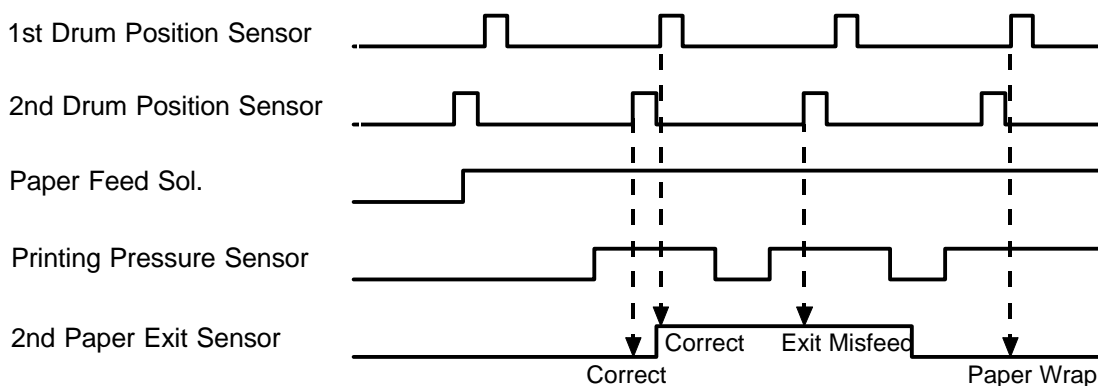 1st Drum Position Sensor
2nd Drum Position Sensor
Paper Feed Sol.
Printing Pressure Sensor
2nd Paper Exit Sensor
Correct
Exit Misfeed
Correct
Paper Wrap